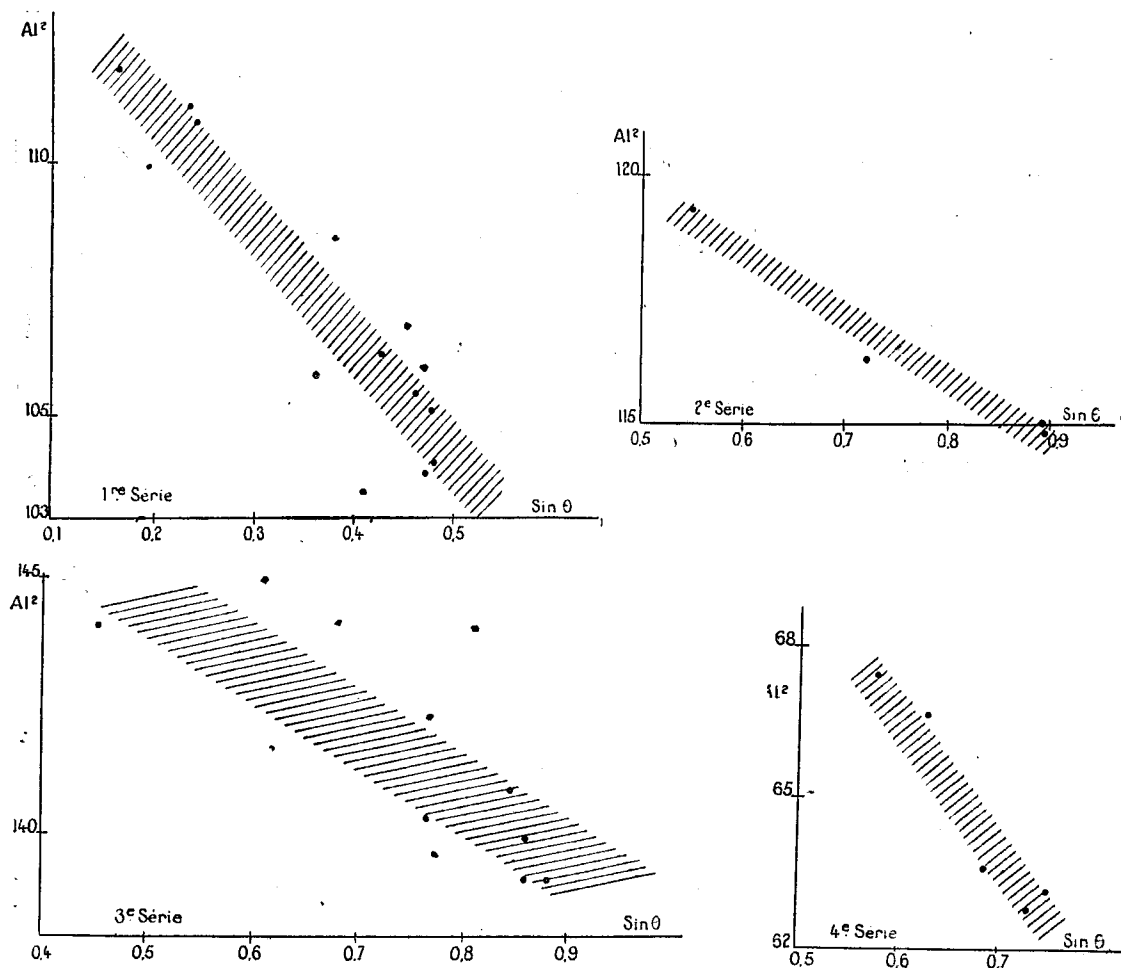 Al²
110
105
103
1re Série
Sin θ
0,1 0,2 0,3 0,4 0,5
Al²
120
115
2e Série
Sin θ
0,5 0,6 0,7 0,8 0,9
145
Al²
140
3e Série
Sin θ
0,4 0,5 0,6 0,7 0,8 0,9
68
Al²
65
62
4e Série
Sin θ
0,5 0,6 0,7